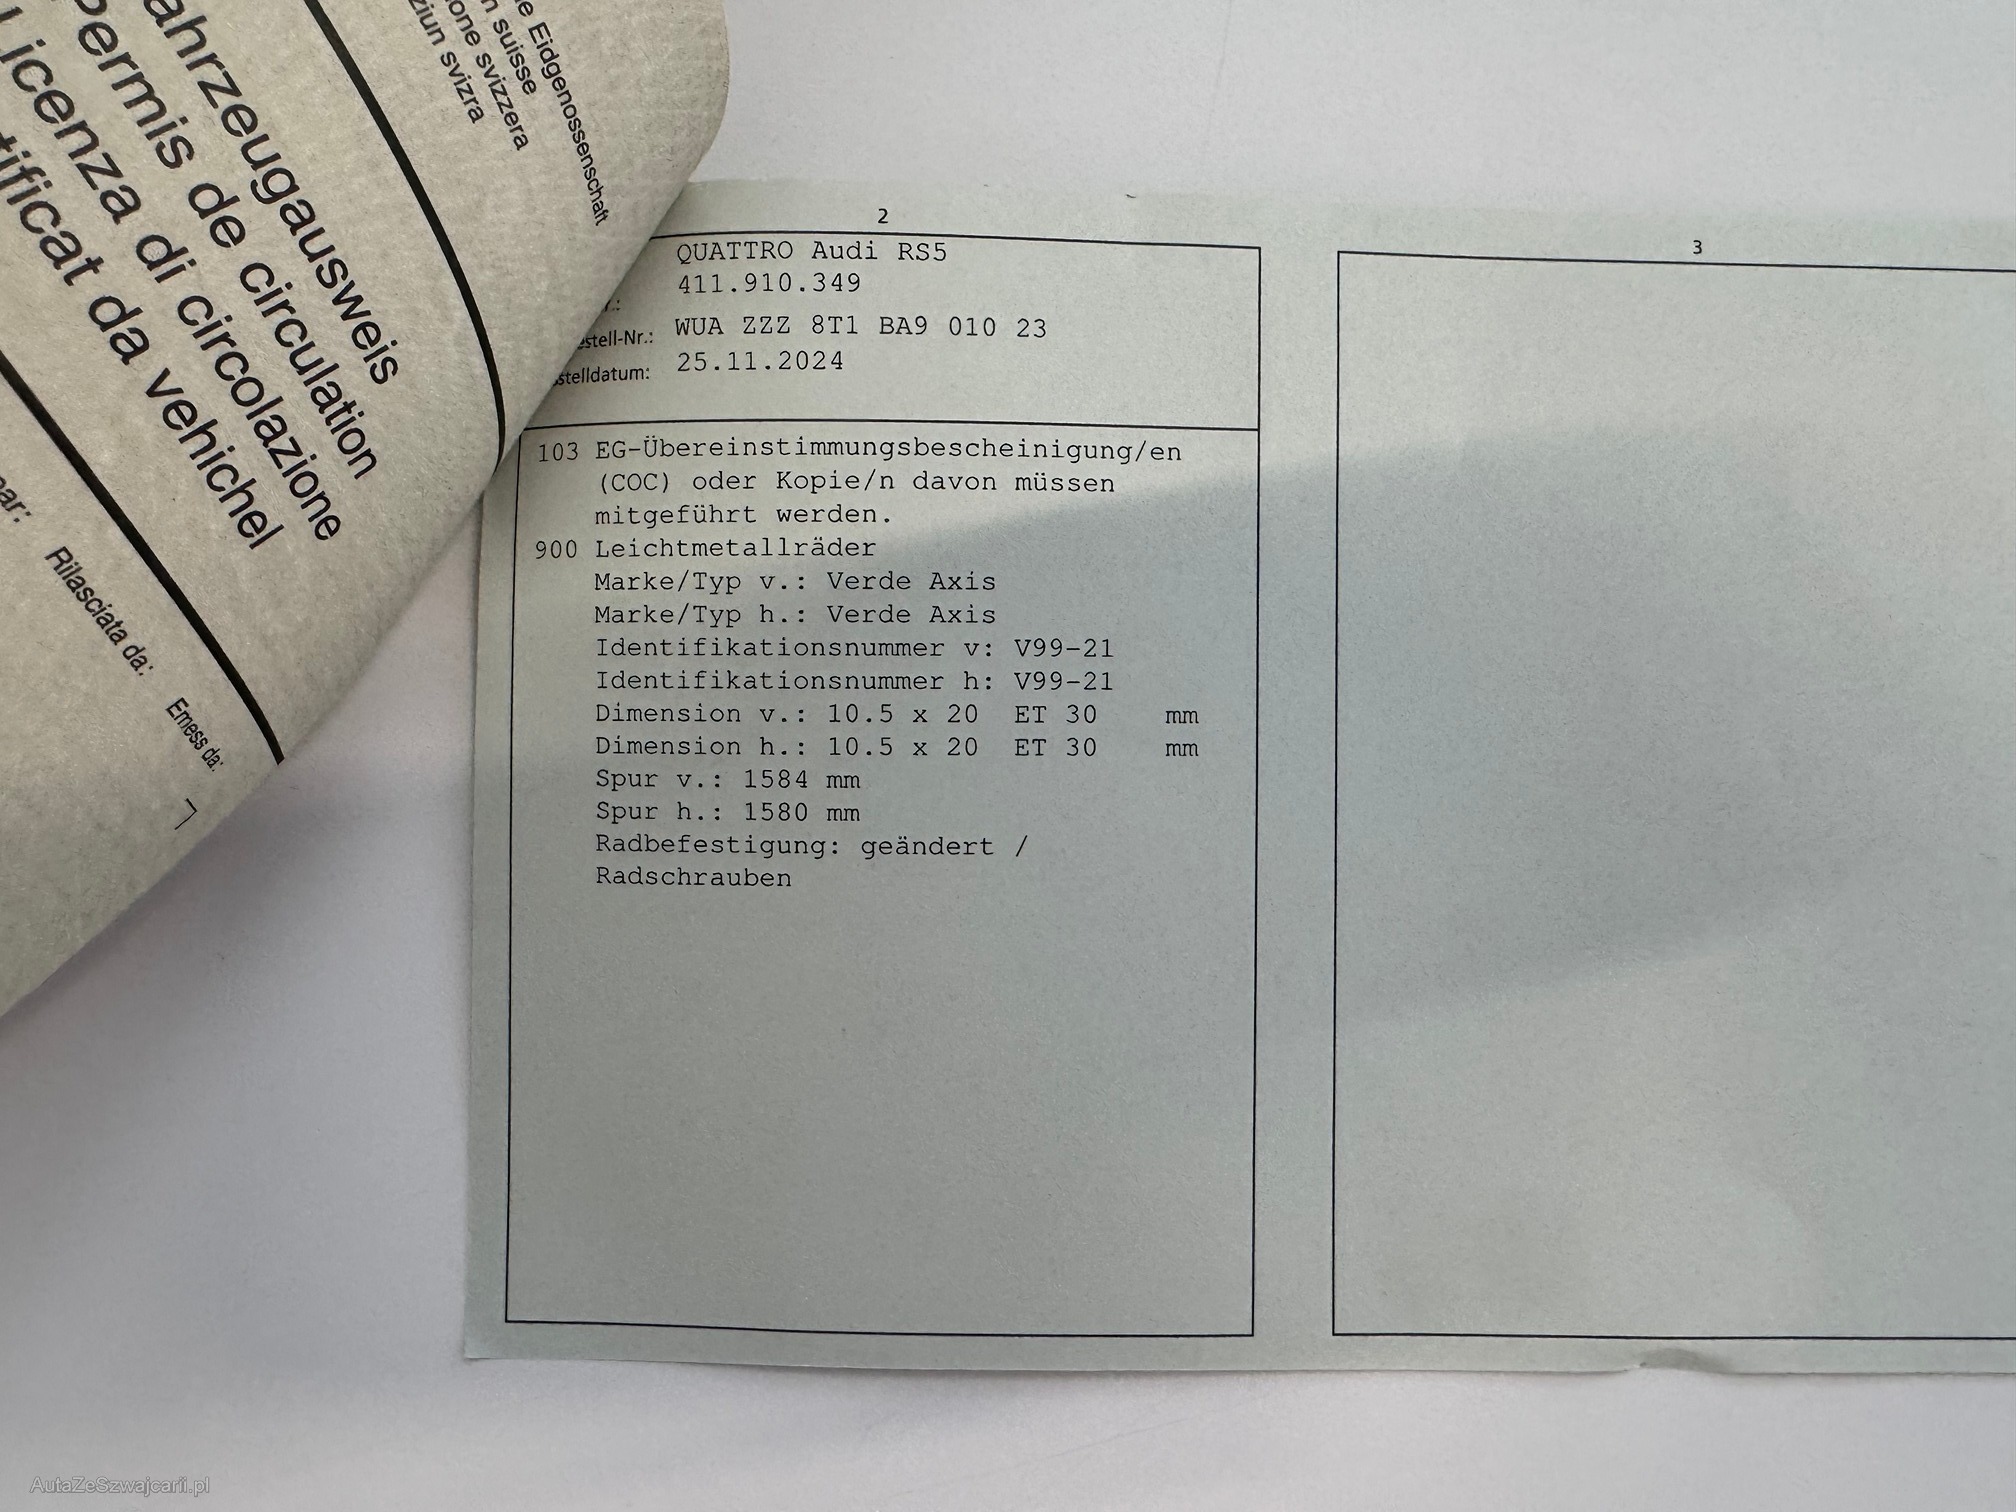 ahrzeugausweis
Permis de circulation
Licenza di circolazione
tificat da vehichel
e Eidgenossenschaft
n suisse
one svizzera
ziun svizra
Rilasciata da:
Emess da:
7
2
QUATTRO Audi RS5
411.910.349
r.:
stell-Nr.: WUA ZZZ 8T1 BA9 010 23
stelldatum: 25.11.2024
103 EG-Übereinstimmungsbescheinigung/en
(COC) oder Kopie/n davon müssen
mitgeführt werden.
900 Leichtmetallräder
Marke/Typ v.: Verde Axis
Marke/Typ h.: Verde Axis
Identifikationsnummer v: V99-21
Identifikationsnummer h: V99-21
Dimension v.: 10.5 x 20 ET 30 mm
Dimension h.: 10.5 x 20 ET 30 mm
Spur v.: 1584 mm
Spur h.: 1580 mm
Radbefestigung: geändert /
Radschrauben
3
AutaZeSzwajcarii.pl